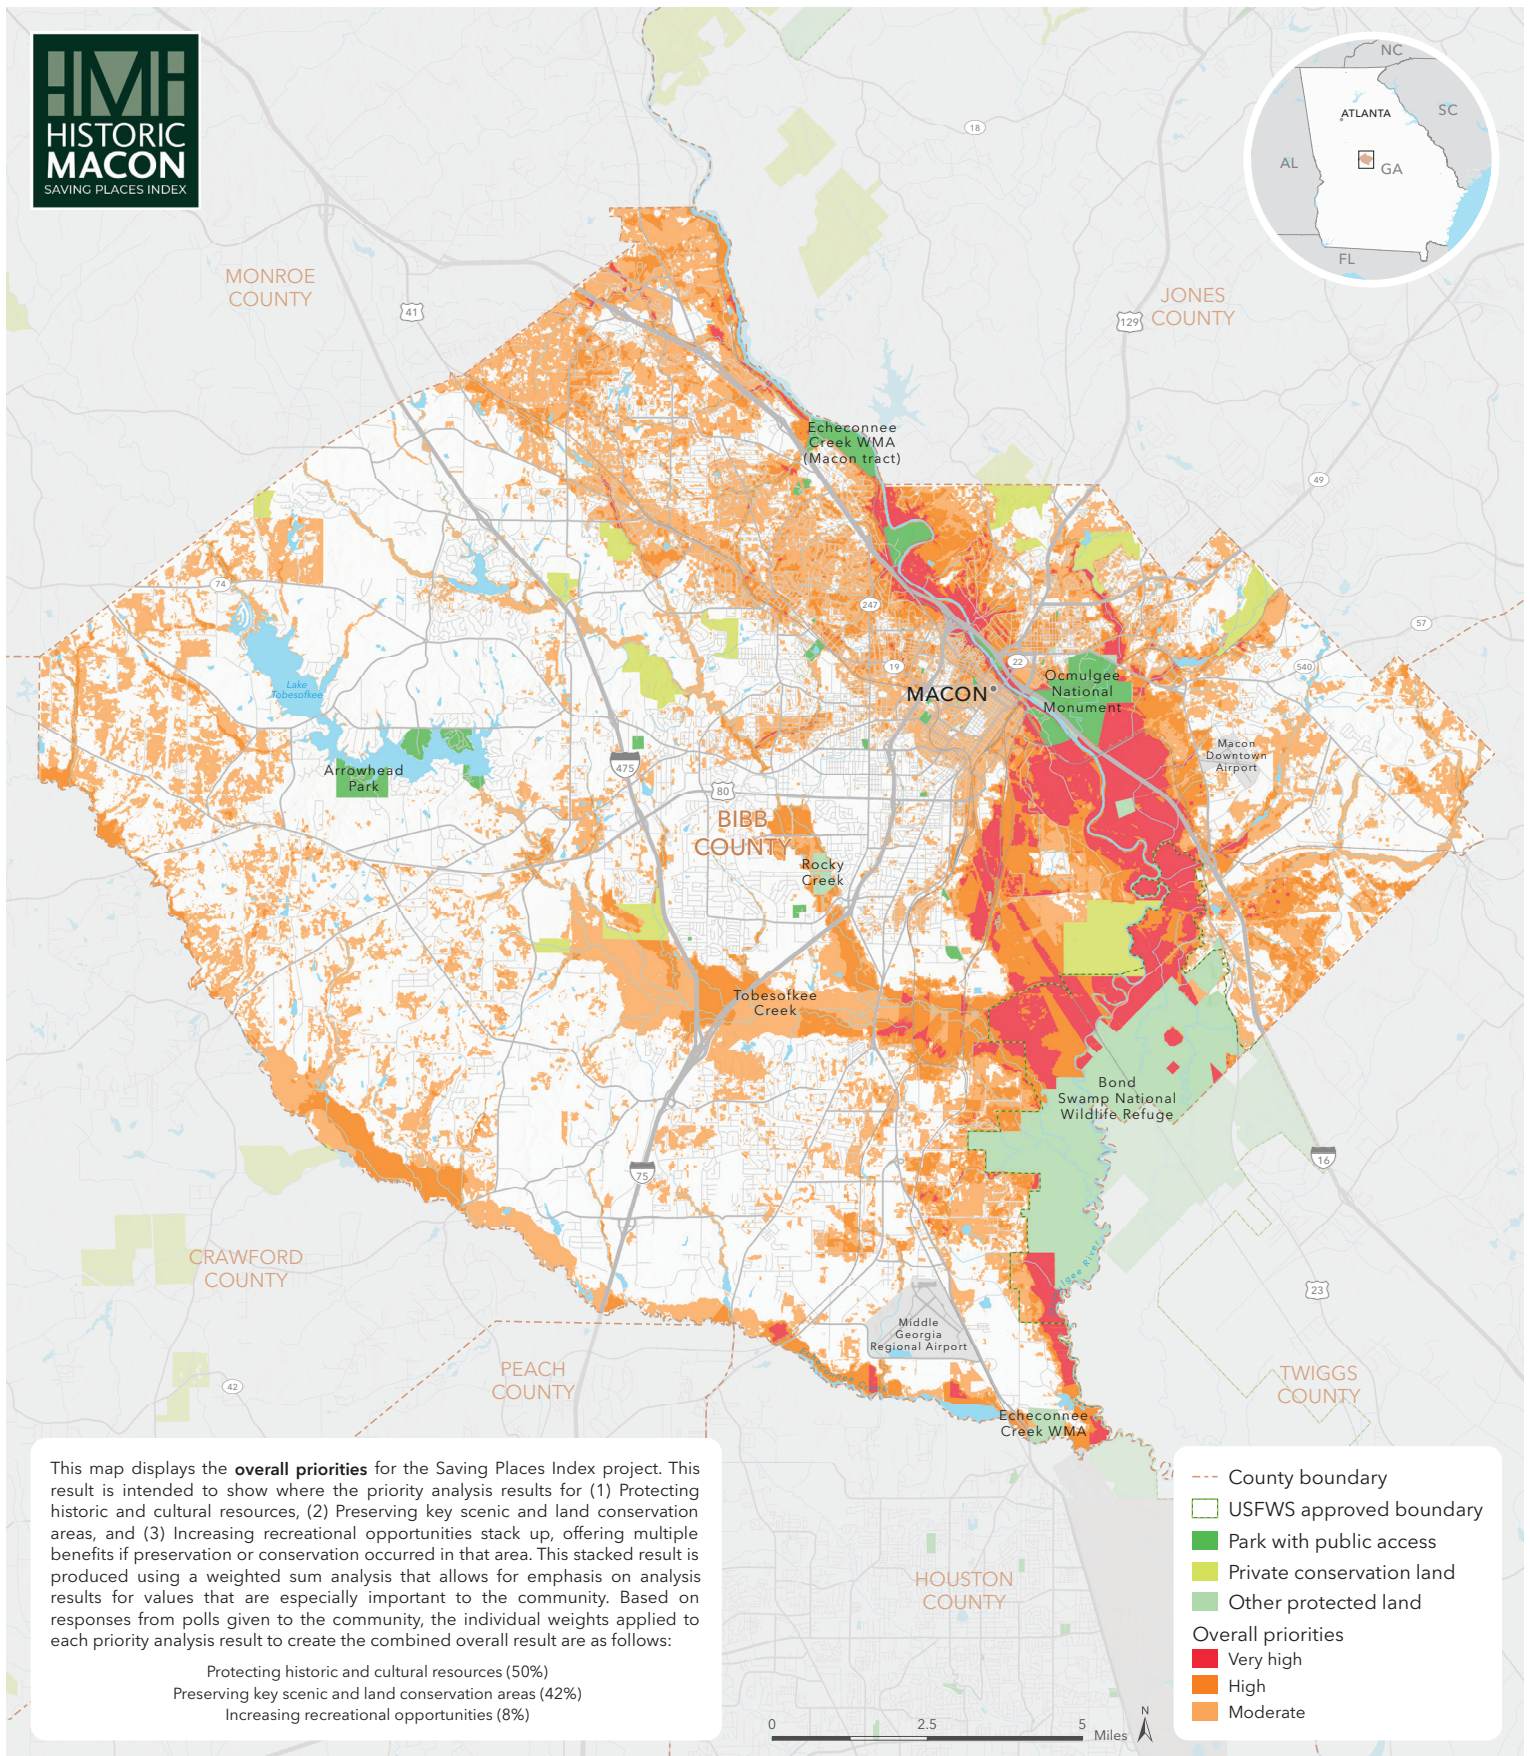 HISTORIC
MACON
SAVING PLACES INDEX
NC
SC
ATLANTA
AL
GA
FL
18
MONROE
COUNTY
41
JONES
COUNTY
129
Echeconnee
Creek WMA
(Macon tract)
49
74
247
57
19
22
540
Lake
Tobesofkee
MACON
Ocmulgee
National
Monument
Arrowhead
Park
475
80
Macon
Downtown
Airport
BIBB
COUNTY
Rocky
Creek
Tobesofkee
Creek
Bond
Swamp National
Wildlife Refuge
75
16
CRAWFORD
COUNTY
23
Middle
Georgia
Regional Airport
PEACH
COUNTY
42
TWIGGS
COUNTY
Echeconnee
Creek WMA
HOUSTON
COUNTY
This map displays the overall priorities for the Saving Places Index project. This
result is intended to show where the priority analysis results for (1) Protecting
historic and cultural resources, (2) Preserving key scenic and land conservation
areas, and (3) Increasing recreational opportunities stack up, offering multiple
benefits if preservation or conservation occurred in that area. This stacked result is
produced using a weighted sum analysis that allows for emphasis on analysis
results for values that are especially important to the community. Based on
responses from polls given to the community, the individual weights applied to
each priority analysis result to create the combined overall result are as follows:
Protecting historic and cultural resources (50%)
Preserving key scenic and land conservation areas (42%)
Increasing recreational opportunities (8%)
0 2.5 5
Miles
N
County boundary
USFWS approved boundary
Park with public access
Private conservation land
Other protected land
Overall priorities
Very high
High
Moderate